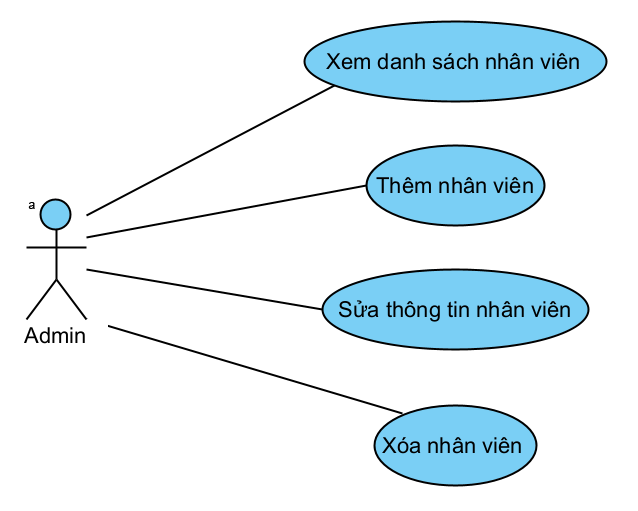 Xem danh sách nhân viên
Thêm nhân viên
a
Sửa thông tin nhân viên
Admin
Xóa nhân viên